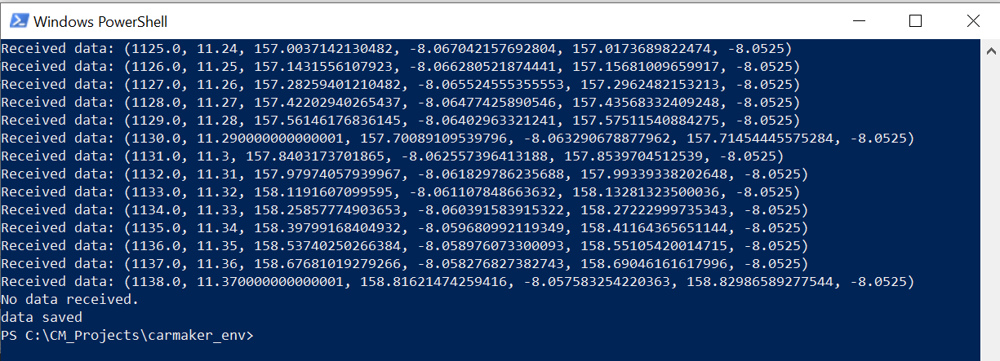 Windows PowerShell
Received data: (1125.0, 11.24, 157.0037142130482, -8.067042157692804, 157.0173689822474, -8.0525)
Received data: (1126.0, 11.25, 157.1431556107923, -8.066280521874441, 157.15681009659917, -8.0525)
Received data: (1127.0, 11.26, 157.28259401210482, -8.065524555355553, 157.2962482153213, -8.0525)
Received data: (1128.0, 11.27, 157.42202940265437, -8.06477425890546, 157.43568332409248, -8.0525)
Received data: (1129.0, 11.28, 157.56146176836145, -8.06402963321241, 157.57511540884275, -8.0525)
Received data: (1130.0, 11.290000000000001, 157.70089109539796, -8.063290678877962, 157.71454445575284, -8.0525)
Received data: (1131.0, 11.3, 157.8403173701865, -8.062557396413188, 157.8539704512539, -8.0525)
Received data: (1132.0, 11.31, 157.97974057939967, -8.061829786235688, 157.99339338202648, -8.0525)
Received data: (1133.0, 11.32, 158.1191607099595, -8.061107848663632, 158.13281323500036, -8.0525)
Received data: (1134.0, 11.33, 158.25857774903653, -8.060391583915322, 158.27222999735343, -8.0525)
Received data: (1135.0, 11.34, 158.39799168404932, -8.059680992119349, 158.41164365651144, -8.0525)
Received data: (1136.0, 11.35, 158.53740250266384, -8.058976073300093, 158.55105420014715, -8.0525)
Received data: (1137.0, 11.36, 158.67681019279266, -8.058276827382743, 158.69046161617996, -8.0525)
Received data: (1138.0, 11.370000000000001, 158.81621474259416, -8.057583254220363, 158.82986589277544, -8.0525)
No data received.
data saved
PS C:\CM_Projects\carmaker_env>